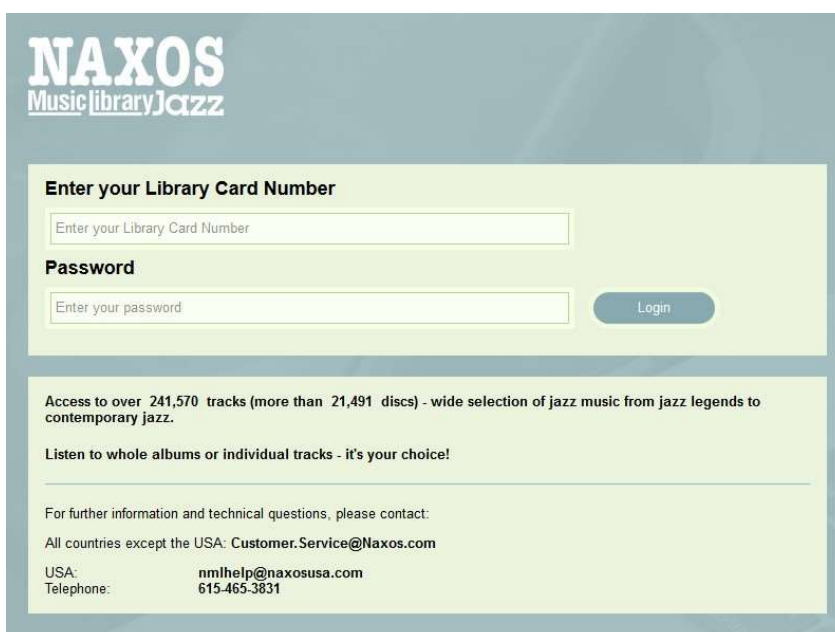 NAXOS
MusiclibraryJazz
Enter your Library Card Number
Enter your Library Card Number
Password
Enter your password
Login
Access to over 241,570 tracks (more than 21,491 discs) - wide selection of jazz music from jazz legends to
contemporary jazz.
Listen to whole albums or individual tracks - it's your choice!
For further information and technical questions, please contact:
All countries except the USA: Customer.Service@Naxos.com
USA: nmlhelp@naxosusa.com
Telephone: 615-465-3831